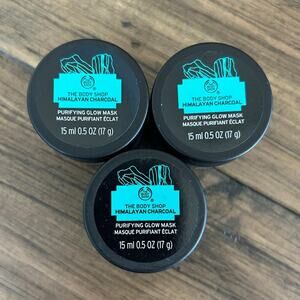 THE BODY SHOP
HIMALAYAN CHARCOAL
PURIFYING GLOW MASK
MASQUE PURIFIANT ÉCLAT
15 ml 0.5 OZ (17 g)
THE BODY SHOP
HIMALAYAN CHARCOAL
PURIFYING GLOW MASK
MASQUE PURIFIANT ÉCLAT
15 ml 0.5 OZ (17 g)
THE BODY SHOP
HIMALAYAN CHARCOAL
PURIFYING GLOW MASK
MASQUE PURIFIANT ÉCLAT
15 ml 0.5 OZ (17 g)